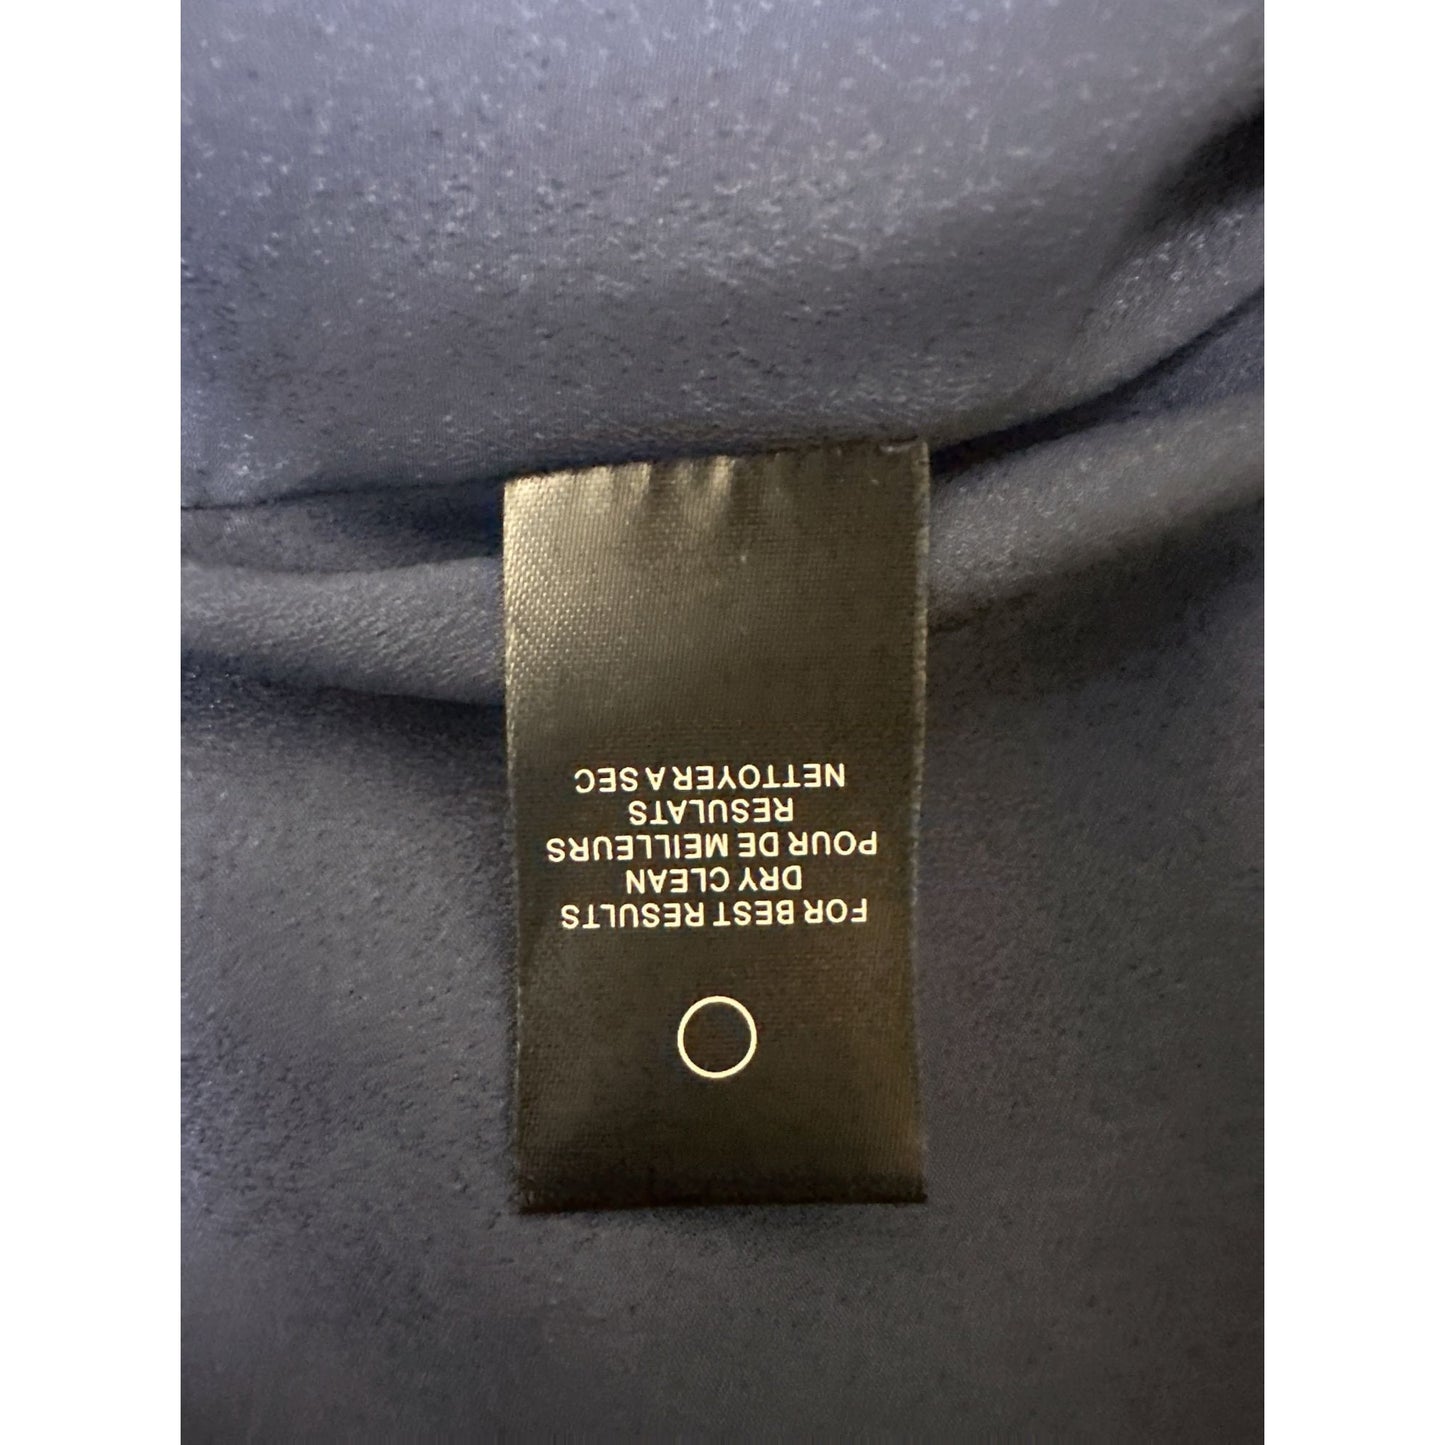 FOR BEST RESULTS
DRY CLEAN
POUR DE MEILLEURS
RESULATS
NETTOYER A SEC